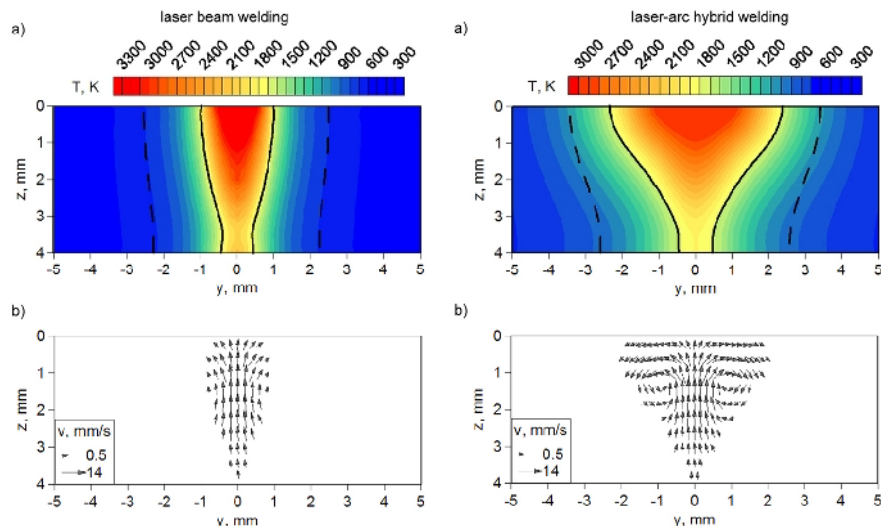 laser beam welding
laser-arc hybrid welding
a)
3300
3000
2700
2400
2100
1800
1500
1200
900
600
300
T, K
0
1
2
3
4
z, mm
-5 -4 -3 -2 -1 0 1 2 3 4 5
y, mm
a)
3000
2700
2400
2100
1800
1500
1200
900
600
300
T, K
0
1
2
3
4
z, mm
-5 -4 -3 -2 -1 0 1 2 3 4 5
y, mm
b)
0
1
2
3
4
z, mm
v, mm/s
0.5
14
-5 -4 -3 -2 -1 0 1 2 3 4 5
y, mm
b)
0
1
2
3
4
z, mm
v, mm/s
0.5
14
-5 -4 -3 -2 -1 0 1 2 3 4 5
y, mm